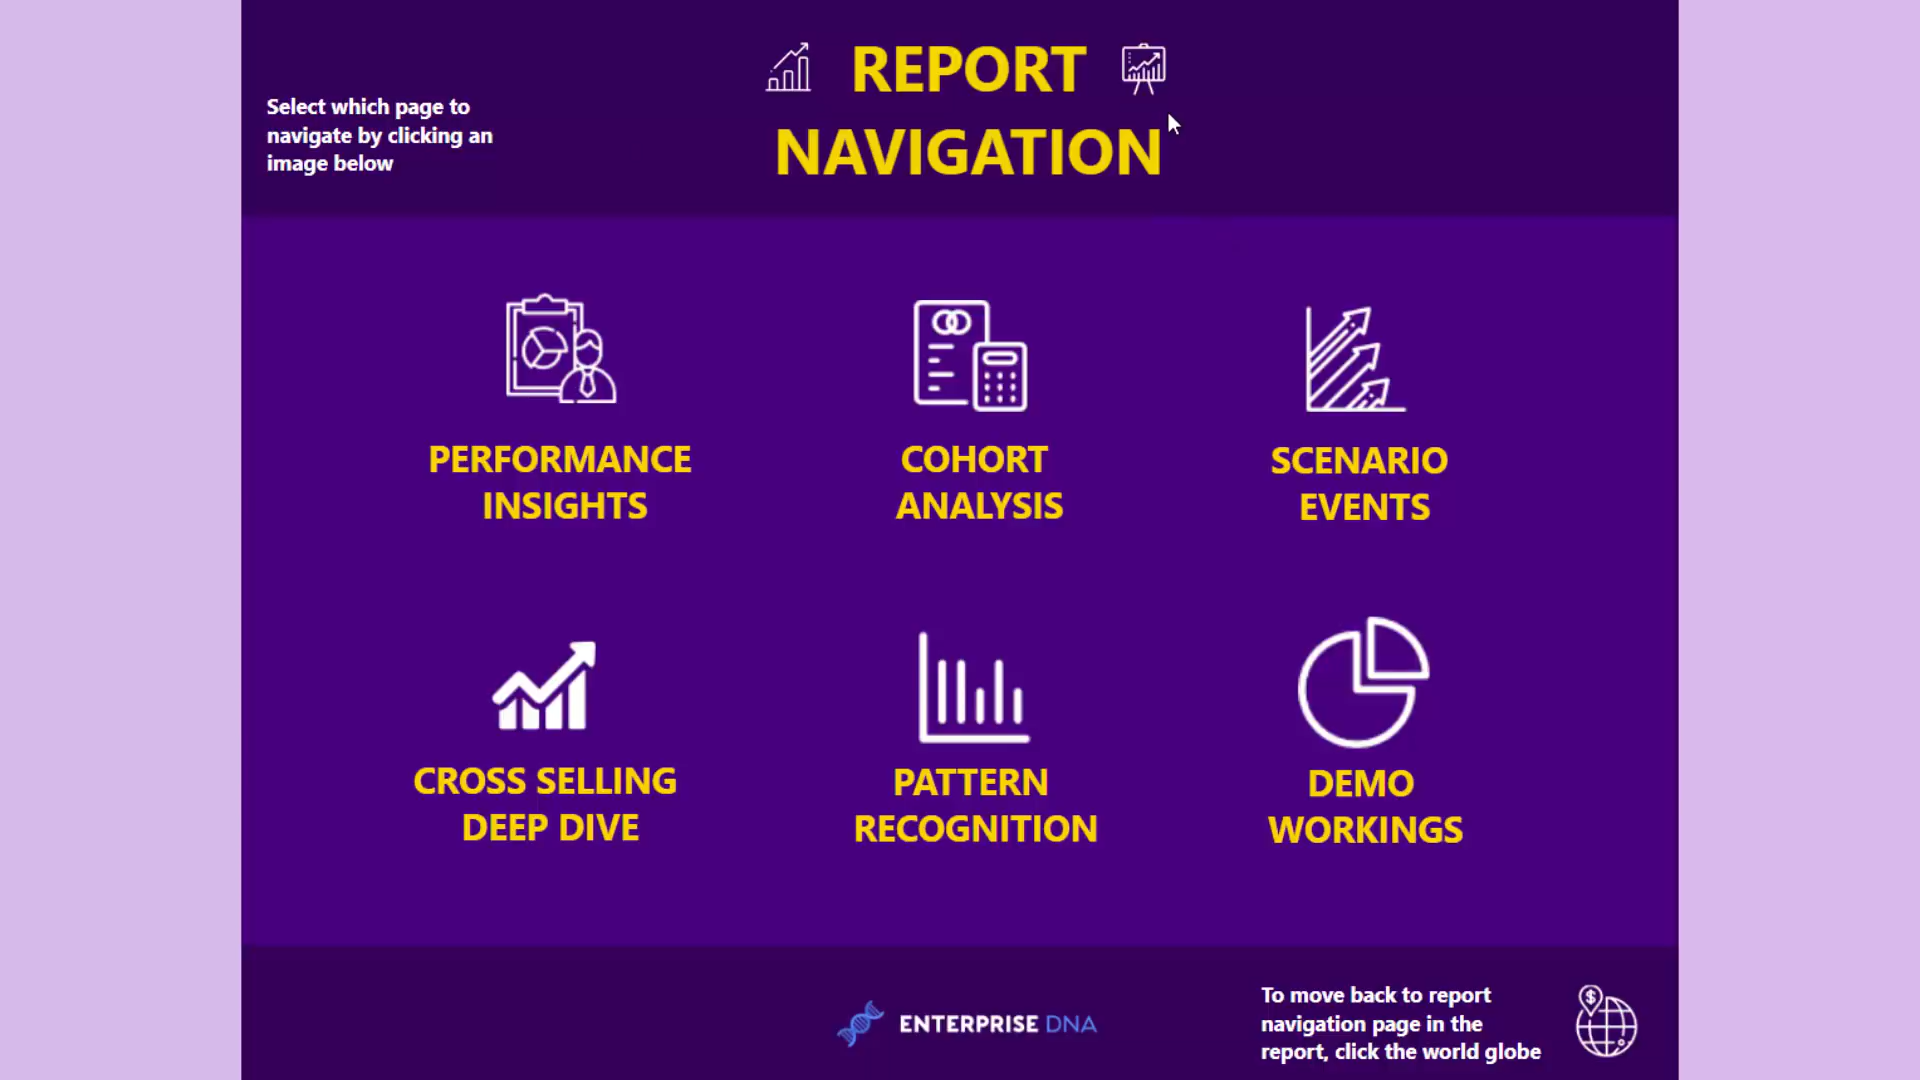 REPORT
NAVIGATION
Select which page to
navigate by clicking an
image below
PERFORMANCE
INSIGHTS
COHORT
ANALYSIS
SCENARIO
EVENTS
CROSS SELLING
DEEP DIVE
PATTERN
RECOGNITION
DEMO
WORKINGS
ENTERPRISE DNA
To move back to report
navigation page in the
report, click the world globe
$